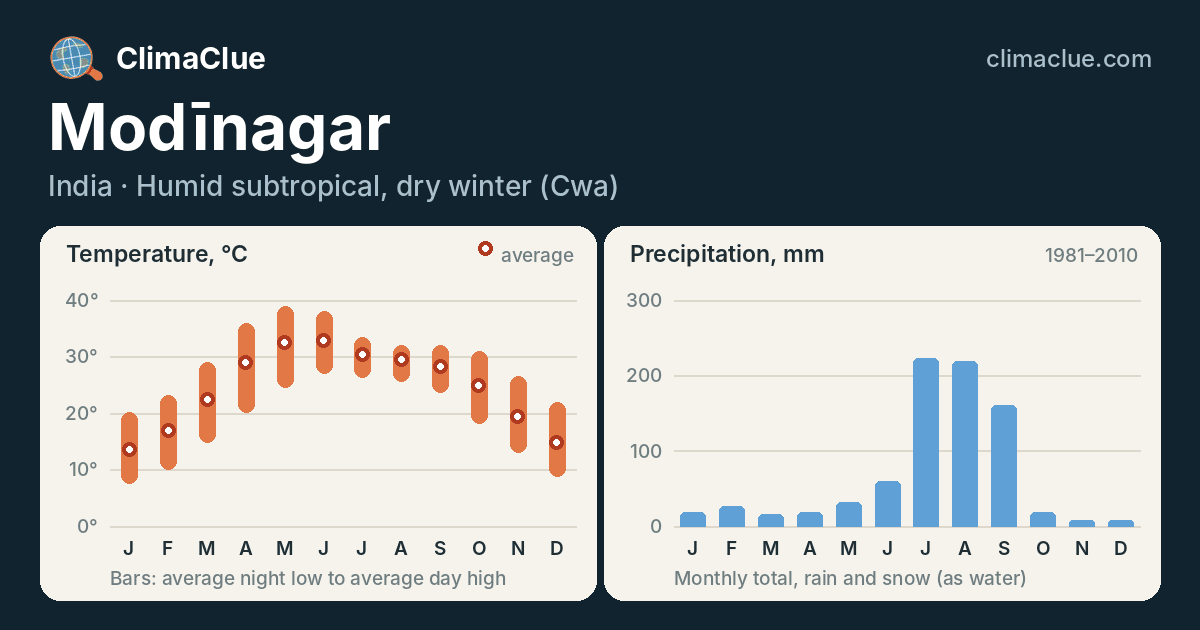 ClimaClue
climaclue.com
Modīnagar
India · Humid subtropical, dry winter (Cwa)
Temperature, °C
average
40°
30°
20°
10°
0°
J F M A M J J A S O N D
Bars: average night low to average day high
Precipitation, mm
1981–2010
300
200
100
0
J F M A M J J A S O N D
Monthly total, rain and snow (as water)